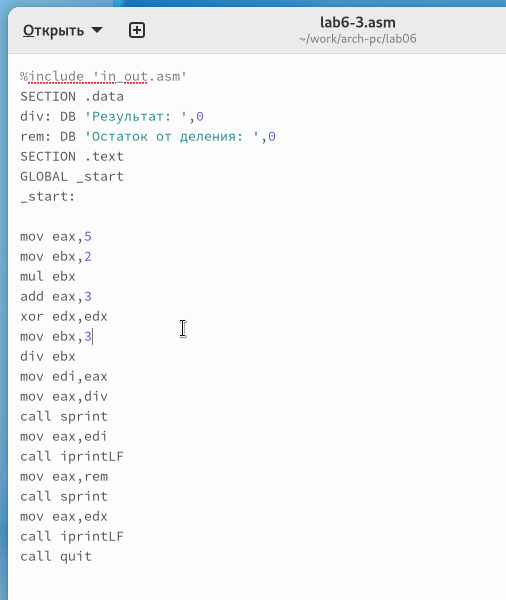 Открыть
lab6-3.asm
~/work/arch-pc/lab06
%include 'in_out.asm'
SECTION .data
div: DB 'Результат: ',0
rem: DB 'Остаток от деления: ',0
SECTION .text
GLOBAL _start
_start:
mov eax,5
mov ebx,2
mul ebx
add eax,3
xor edx,edx
mov ebx,3
div ebx
mov edi,eax
mov eax,div
call sprint
mov eax,edi
call iprintLF
mov eax,rem
call sprint
mov eax,edx
call iprintLF
call quit